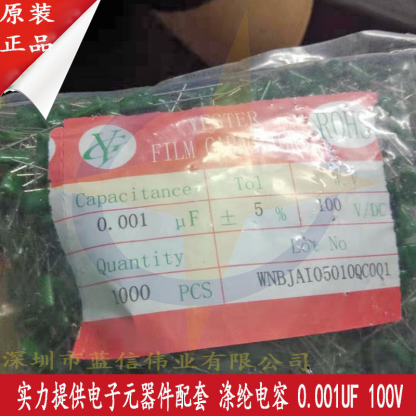 原装
正品
YESTER
FILM CAPACITOR
ROHS
Capacitance
Tol
0.001 μF ± 5 % 100 V/DC
Quantity
Lot No
1000 PCS
WNBJAI05010QC0Q1
深圳市蓝信伟业有限公司
实力提供电子元器件配套 涤纶电容 0.001UF 100V